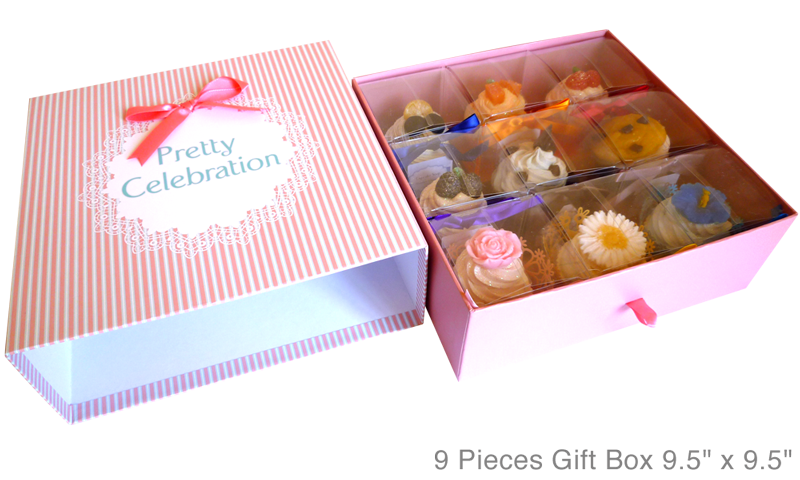 Pretty
Celebration
9 Pieces Gift Box 9.5" x 9.5"